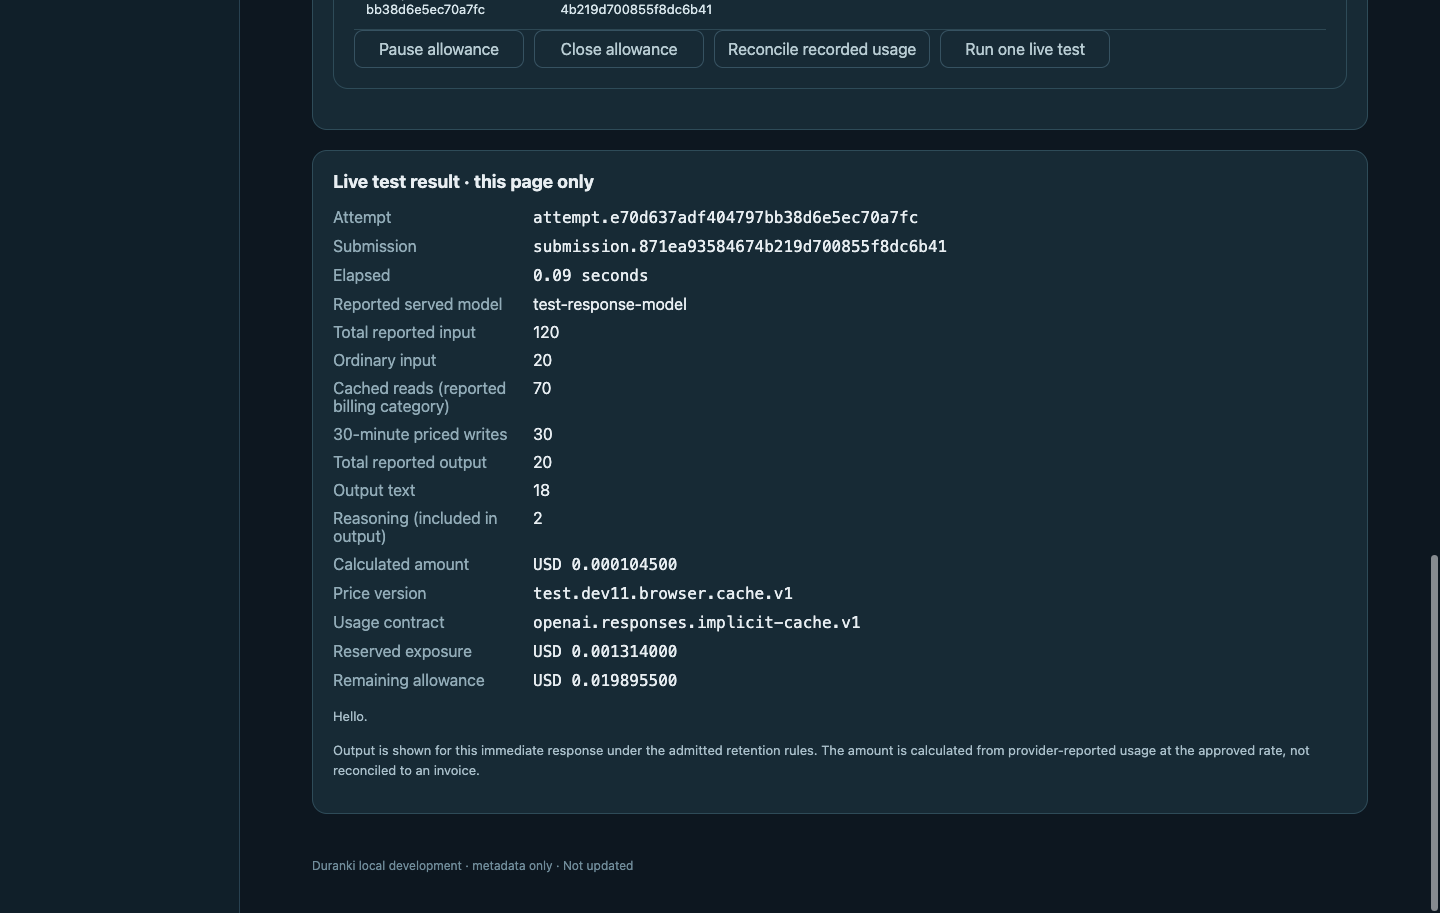 bb38d6e5ec70a7fc 4b219d700855f8dc6b41
Pause allowance Close allowance Reconcile recorded usage Run one live test
Live test result · this page only
Attempt attempt.e70d637adf404797bb38d6e5ec70a7fc
Submission submission.871ea93584674b219d700855f8dc6b41
Elapsed 0.09 seconds
Reported served model test-response-model
Total reported input 120
Ordinary input 20
Cached reads (reported 70
billing category)
30-minute priced writes 30
Total reported output 20
Output text 18
Reasoning (included in 2
output)
Calculated amount USD 0.000104500
Price version test.dev11.browser.cache.v1
Usage contract openai.responses.implicit-cache.v1
Reserved exposure USD 0.001314000
Remaining allowance USD 0.019895500
Hello.
Output is shown for this immediate response under the admitted retention rules. The amount is calculated from provider-reported usage at the approved rate, not
reconciled to an invoice.
Duranki local development · metadata only · Not updated